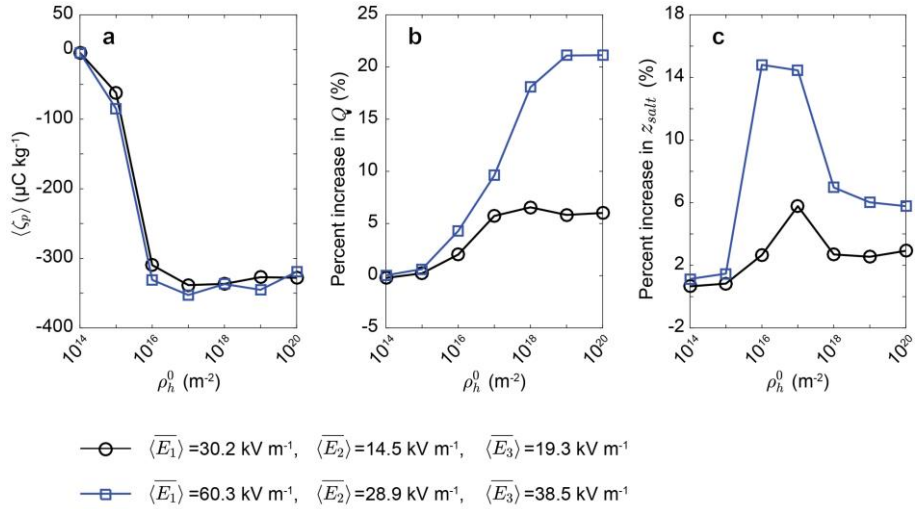 a
50
0
-100
-200
-300
-400
⟨ζₚ⟩ (µC kg⁻¹)
10¹⁴
10¹⁶
10¹⁸
10²⁰
ρₕ⁰ (m⁻²)
b
25
20
15
10
5
0
-5
Percent increase in Q (%)
10¹⁴
10¹⁶
10¹⁸
10²⁰
ρₕ⁰ (m⁻²)
c
18
14
10
6
2
-2
Percent increase in z_salt (%)
10¹⁴
10¹⁶
10¹⁸
10²⁰
ρₕ⁰ (m⁻²)
⟨E̅₁⟩=30.2 kV m⁻¹, ⟨E̅₂⟩=14.5 kV m⁻¹, ⟨E̅₃⟩=19.3 kV m⁻¹
⟨E̅₁⟩=60.3 kV m⁻¹, ⟨E̅₂⟩=28.9 kV m⁻¹, ⟨E̅₃⟩=38.5 kV m⁻¹